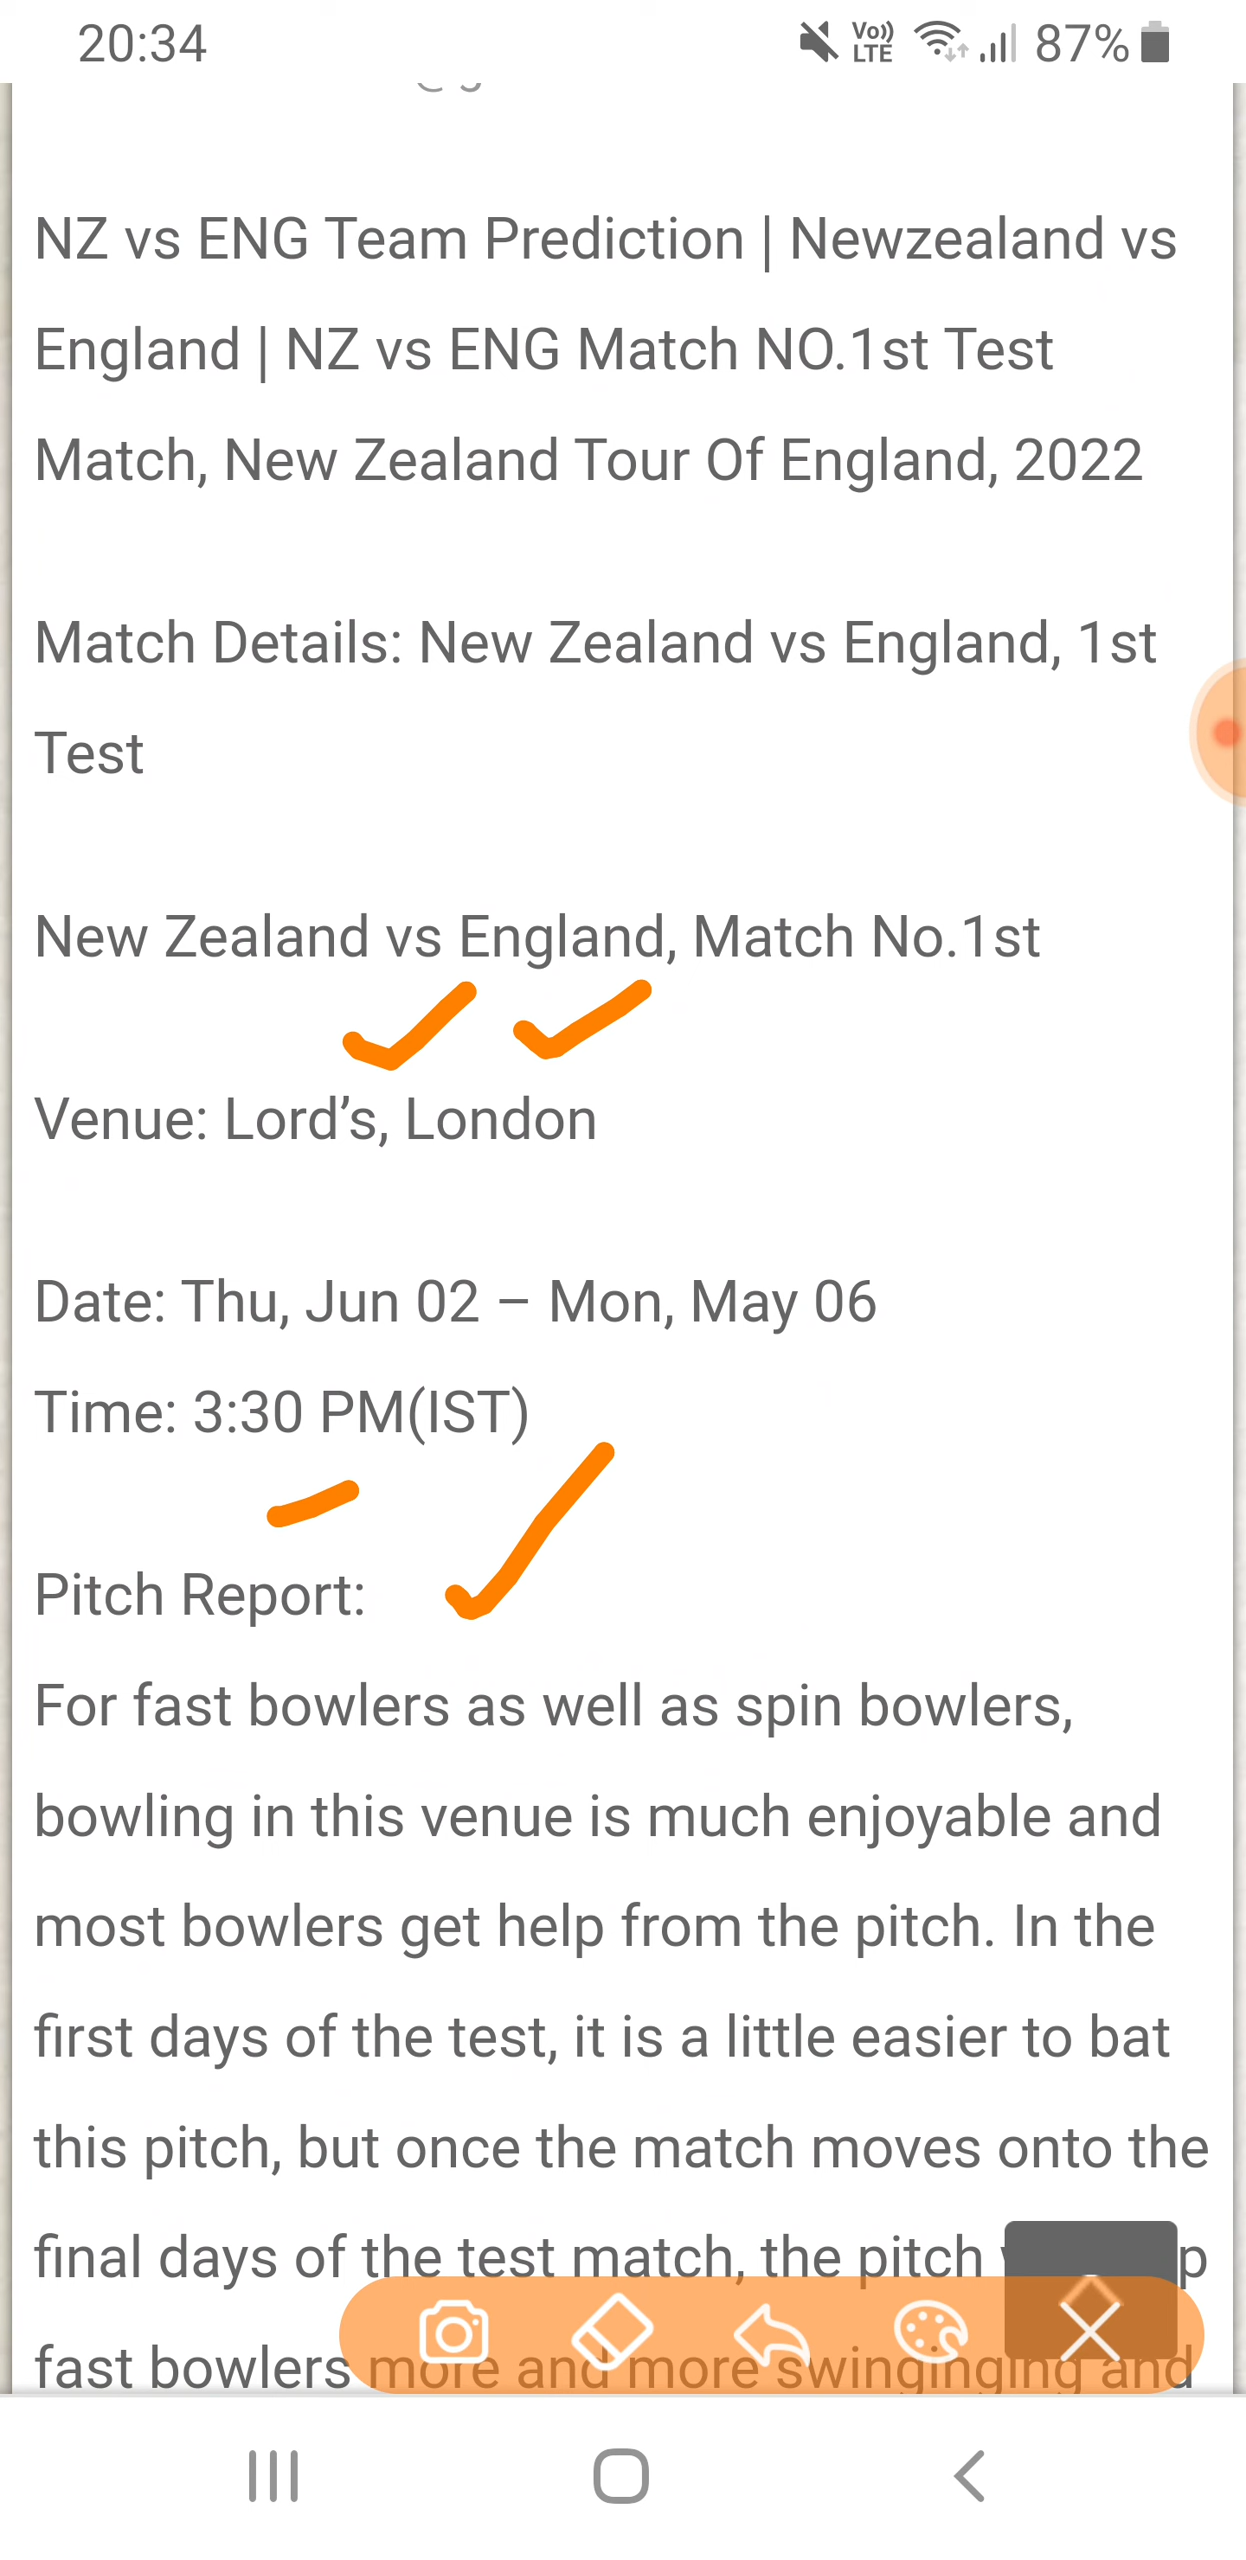 20:34 Vo)) LTE 87%
NZ vs ENG Team Prediction | Newzealand vs
England | NZ vs ENG Match NO.1st Test
Match, New Zealand Tour Of England, 2022
Match Details: New Zealand vs England, 1st
Test
New Zealand vs England, Match No.1st
Venue: Lord’s, London
Date: Thu, Jun 02 – Mon, May 06
Time: 3:30 PM(IST)
Pitch Report:
For fast bowlers as well as spin bowlers,
bowling in this venue is much enjoyable and
most bowlers get help from the pitch. In the
first days of the test, it is a little easier to bat
this pitch, but once the match moves onto the
final days of the test match, the pitch
fast bowlers more and more swinginging and